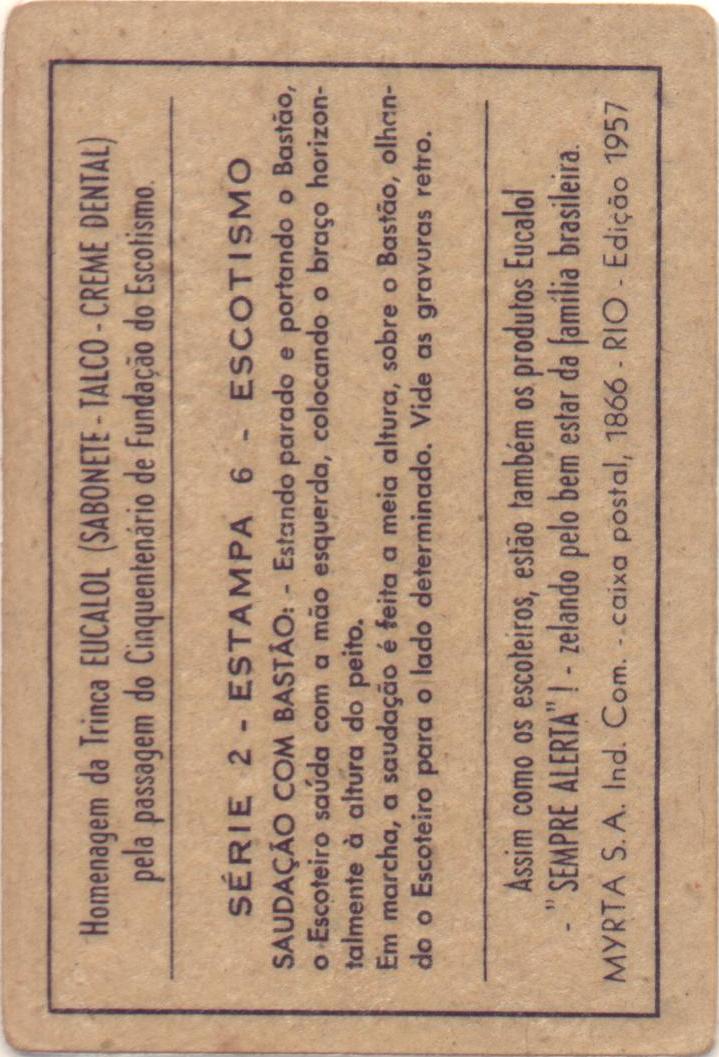 Homenagem da Trinca EUCALOL (SABONETE - TALCO - CREME DENTAL)
pela passagem do Cinquentenário de Fundação do Escotismo.
SÉRIE 2 - ESTAMPA 6 - ESCOTISMO
SAUDAÇÃO COM BASTÃO: - Estando parado e portando o Bastão,
o Escoteiro saúda com a mão esquerda, colocando o braço horizon-
talmente à altura do peito.
Em marcha, a saudação é feita a meia altura, sobre o Bastão, olhan-
do o Escoteiro para o lado determinado. Vide as gravuras retro.
Assim como os escoteiros, estão também os produtos Eucalol
- "SEMPRE ALERTA" ! - zelando pelo bem estar da família brasileira.
MYRTA S. A. Ind. Com. - caixa postal, 1866 - RIO - Edição 1957